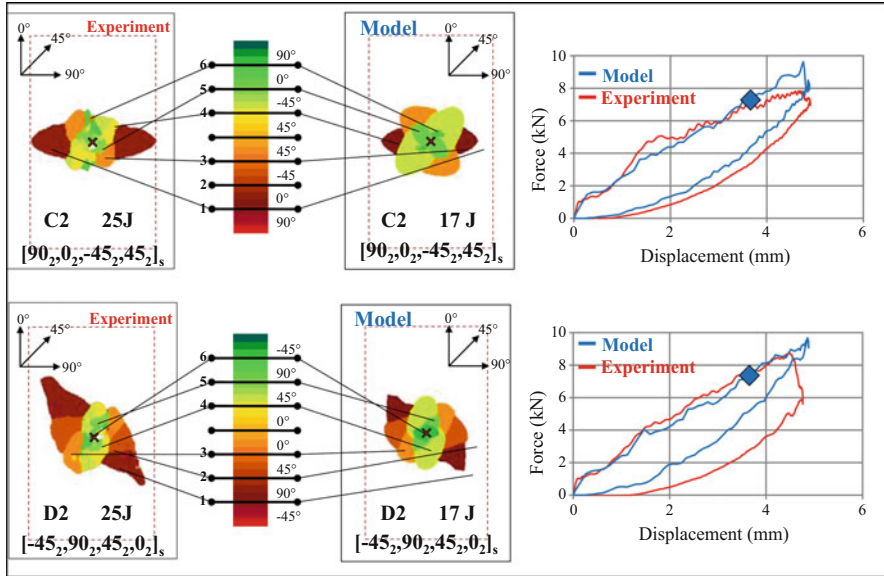 0°
45°
90°
Experiment
C2 25J
[90₂,0₂,-45₂,45₂]ₛ
6
5
4
3
2
1
90°
0°
-45°
45°
45°
-45
0°
90°
Model
0°
45°
90°
C2 17 J
[90₂,0₂,-45₂,45₂]ₛ
Force (kN)
10
8
6
4
2
0
Model
Experiment
0 2 4 6
Displacement (mm)
0°
45°
90°
Experiment
D2 25J
[-45₂,90₂,45₂,0₂]ₛ
6
5
4
3
2
1
-45°
90°
45°
0°
0°
45°
90°
-45°
Model
0°
45°
90°
D2 17 J
[-45₂,90₂,45₂,0₂]ₛ
Force (kN)
10
8
6
4
2
0
Model
Experiment
0 2 4 6
Displacement (mm)